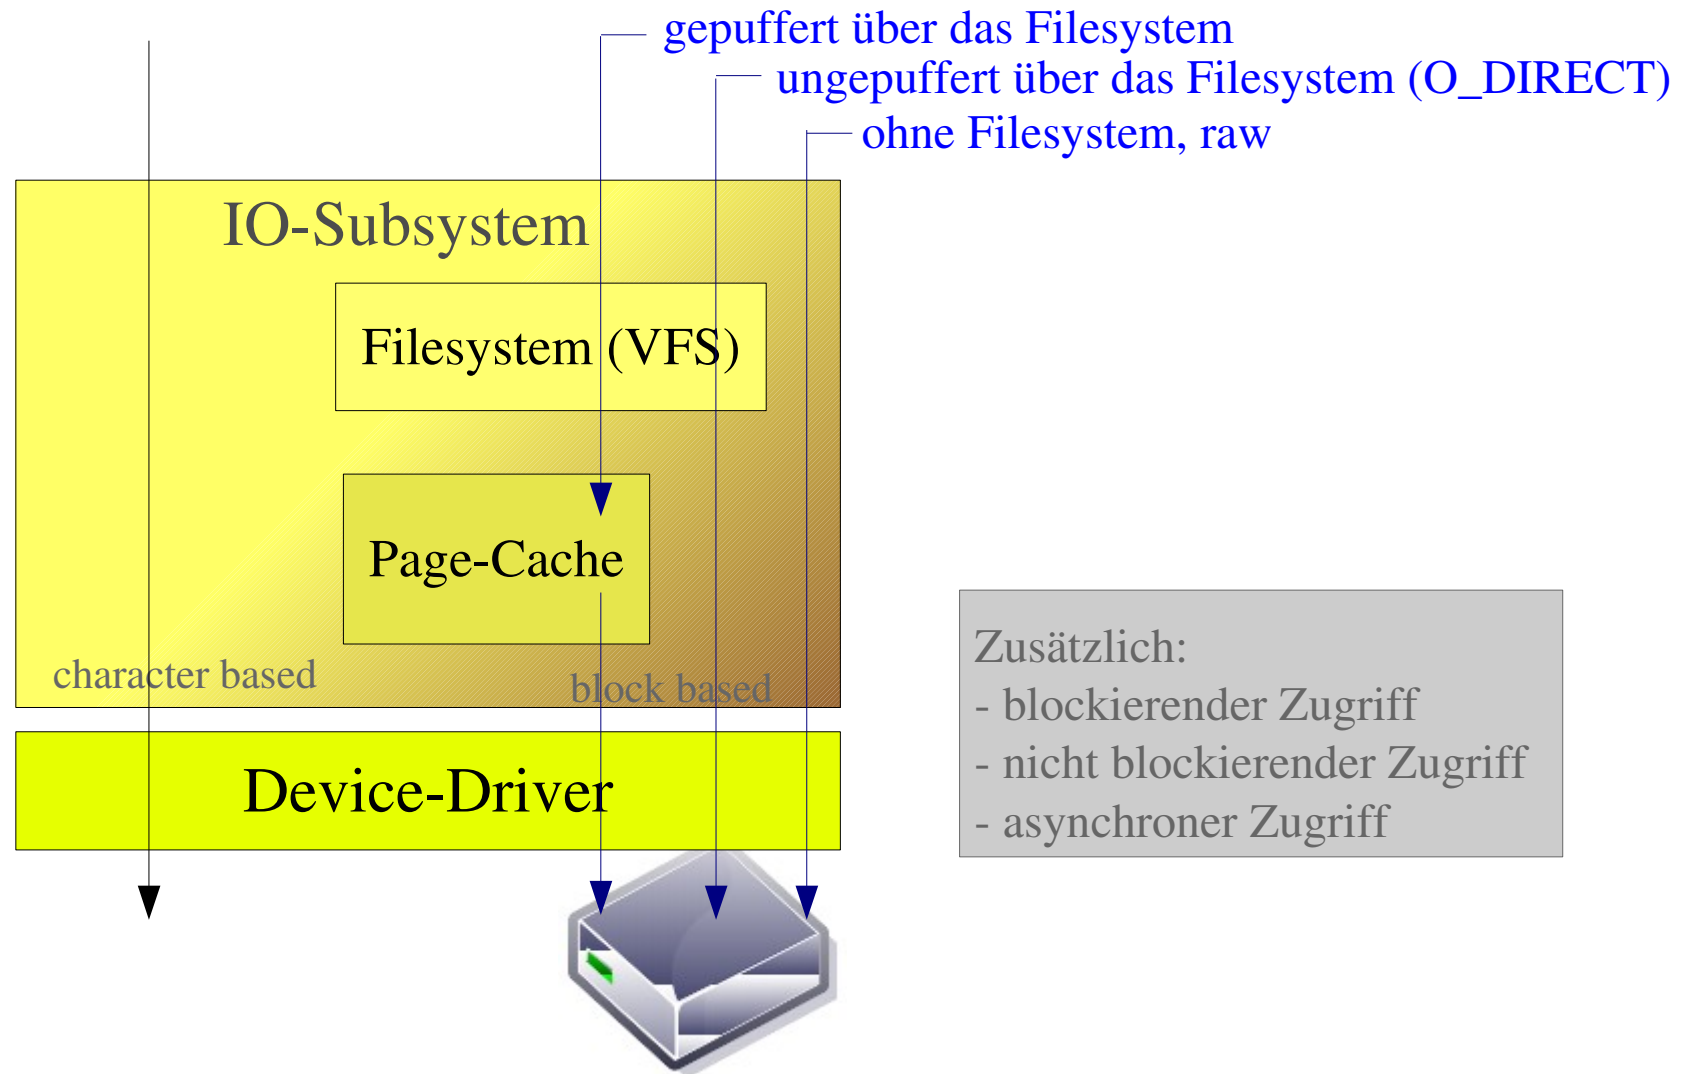 gepuffert über das Filesystem
ungepuffert über das Filesystem (O_DIRECT)
ohne Filesystem, raw
IO-Subsystem
Filesystem (VFS)
Page-Cache
character based
block based
Device-Driver
Zusätzlich:
- blockierender Zugriff
- nicht blockierender Zugriff
- asynchroner Zugriff